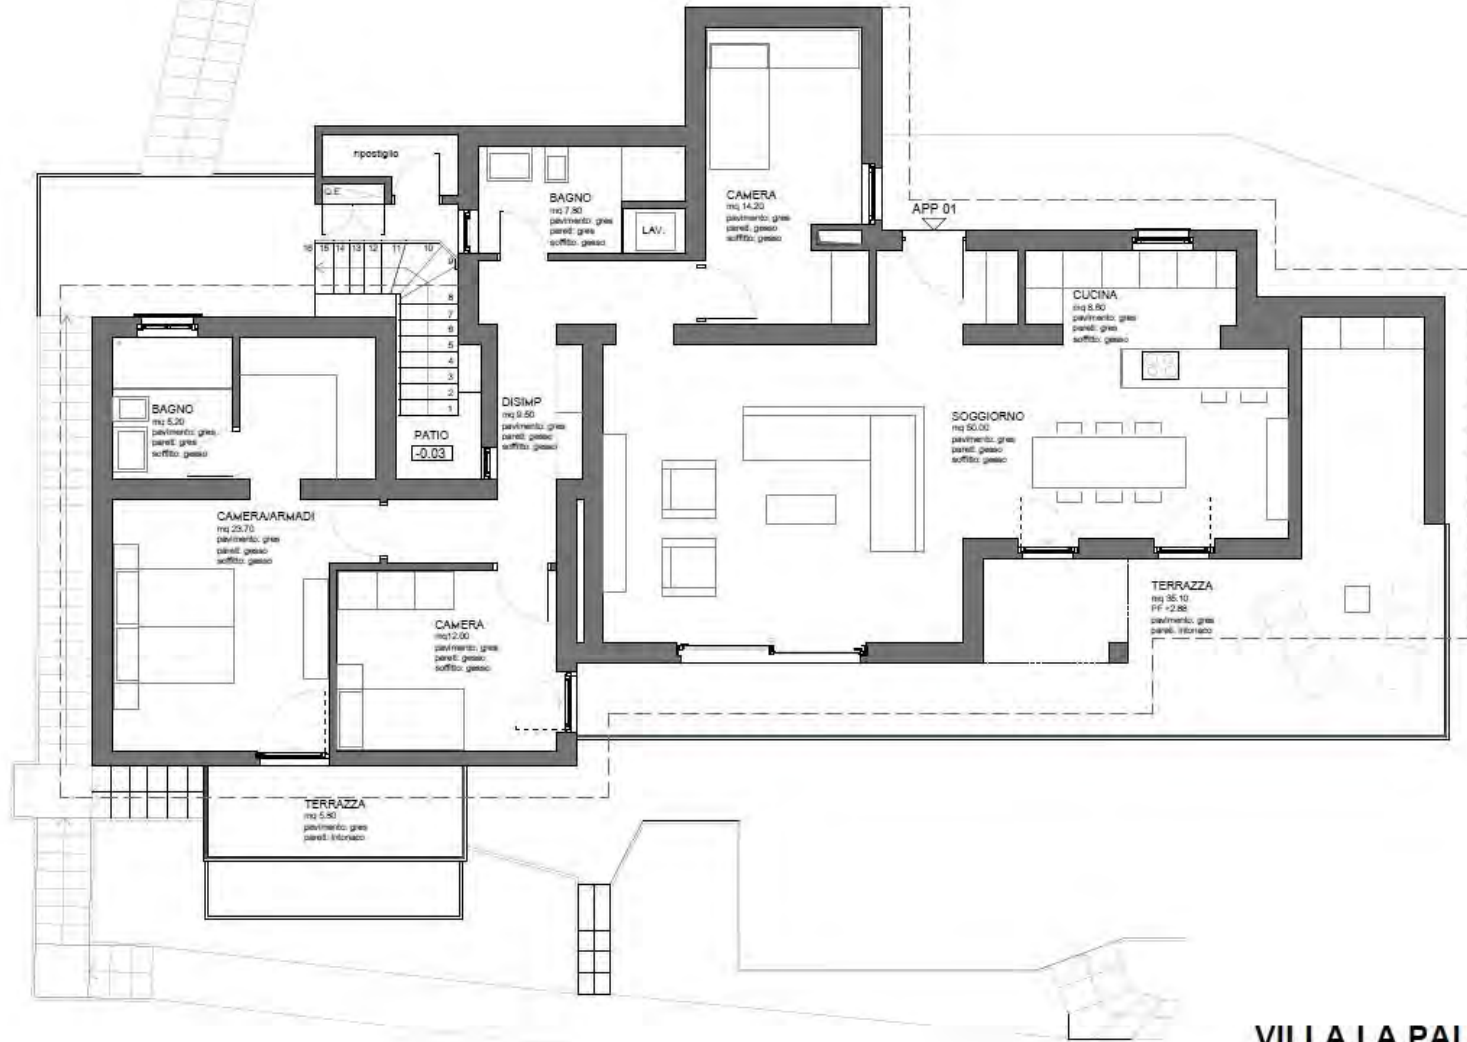 ripostiglio
Q.E
BAGNO
mq 7.80
pavimento: gres
pareti: gres
soffitto: gesso
LAV.
CAMERA
mq 14.20
pavimento: gres
pareti: gesso
soffitto: gesso
APP 01
16 15 14 13 12 11 10
9
8
7
6
5
4
3
2
1
CUCINA
mq 8.60
pavimento: gres
pareti: gres
soffitto: gesso
BAGNO
mq 5.20
pavimento: gres
pareti: gres
soffitto: gesso
DISIMP
mq 9.50
pavimento: gres
pareti: gesso
soffitto: gesso
PATIO
-0.03
SOGGIORNO
mq 50.00
pavimento: gres
pareti: gesso
soffitto: gesso
CAMERA/ARMADI
mq 23.70
pavimento: gres
pareti: gesso
soffitto: gesso
CAMERA
mq12.00
pavimento: gres
pareti: gesso
soffitto: gesso
TERRAZZA
mq 35.10
PF +2.88
pavimento: gres
pareti: intonaco
TERRAZZA
mq 5.80
pavimento: gres
pareti: intonaco
VILLA LA PAL